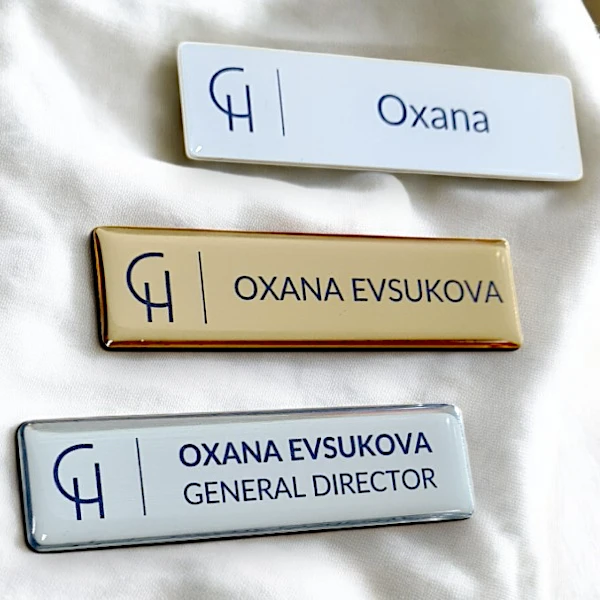 CH
Oxana
CH
OXANA EVSUKOVA
CH
OXANA EVSUKOVA
GENERAL DIRECTOR